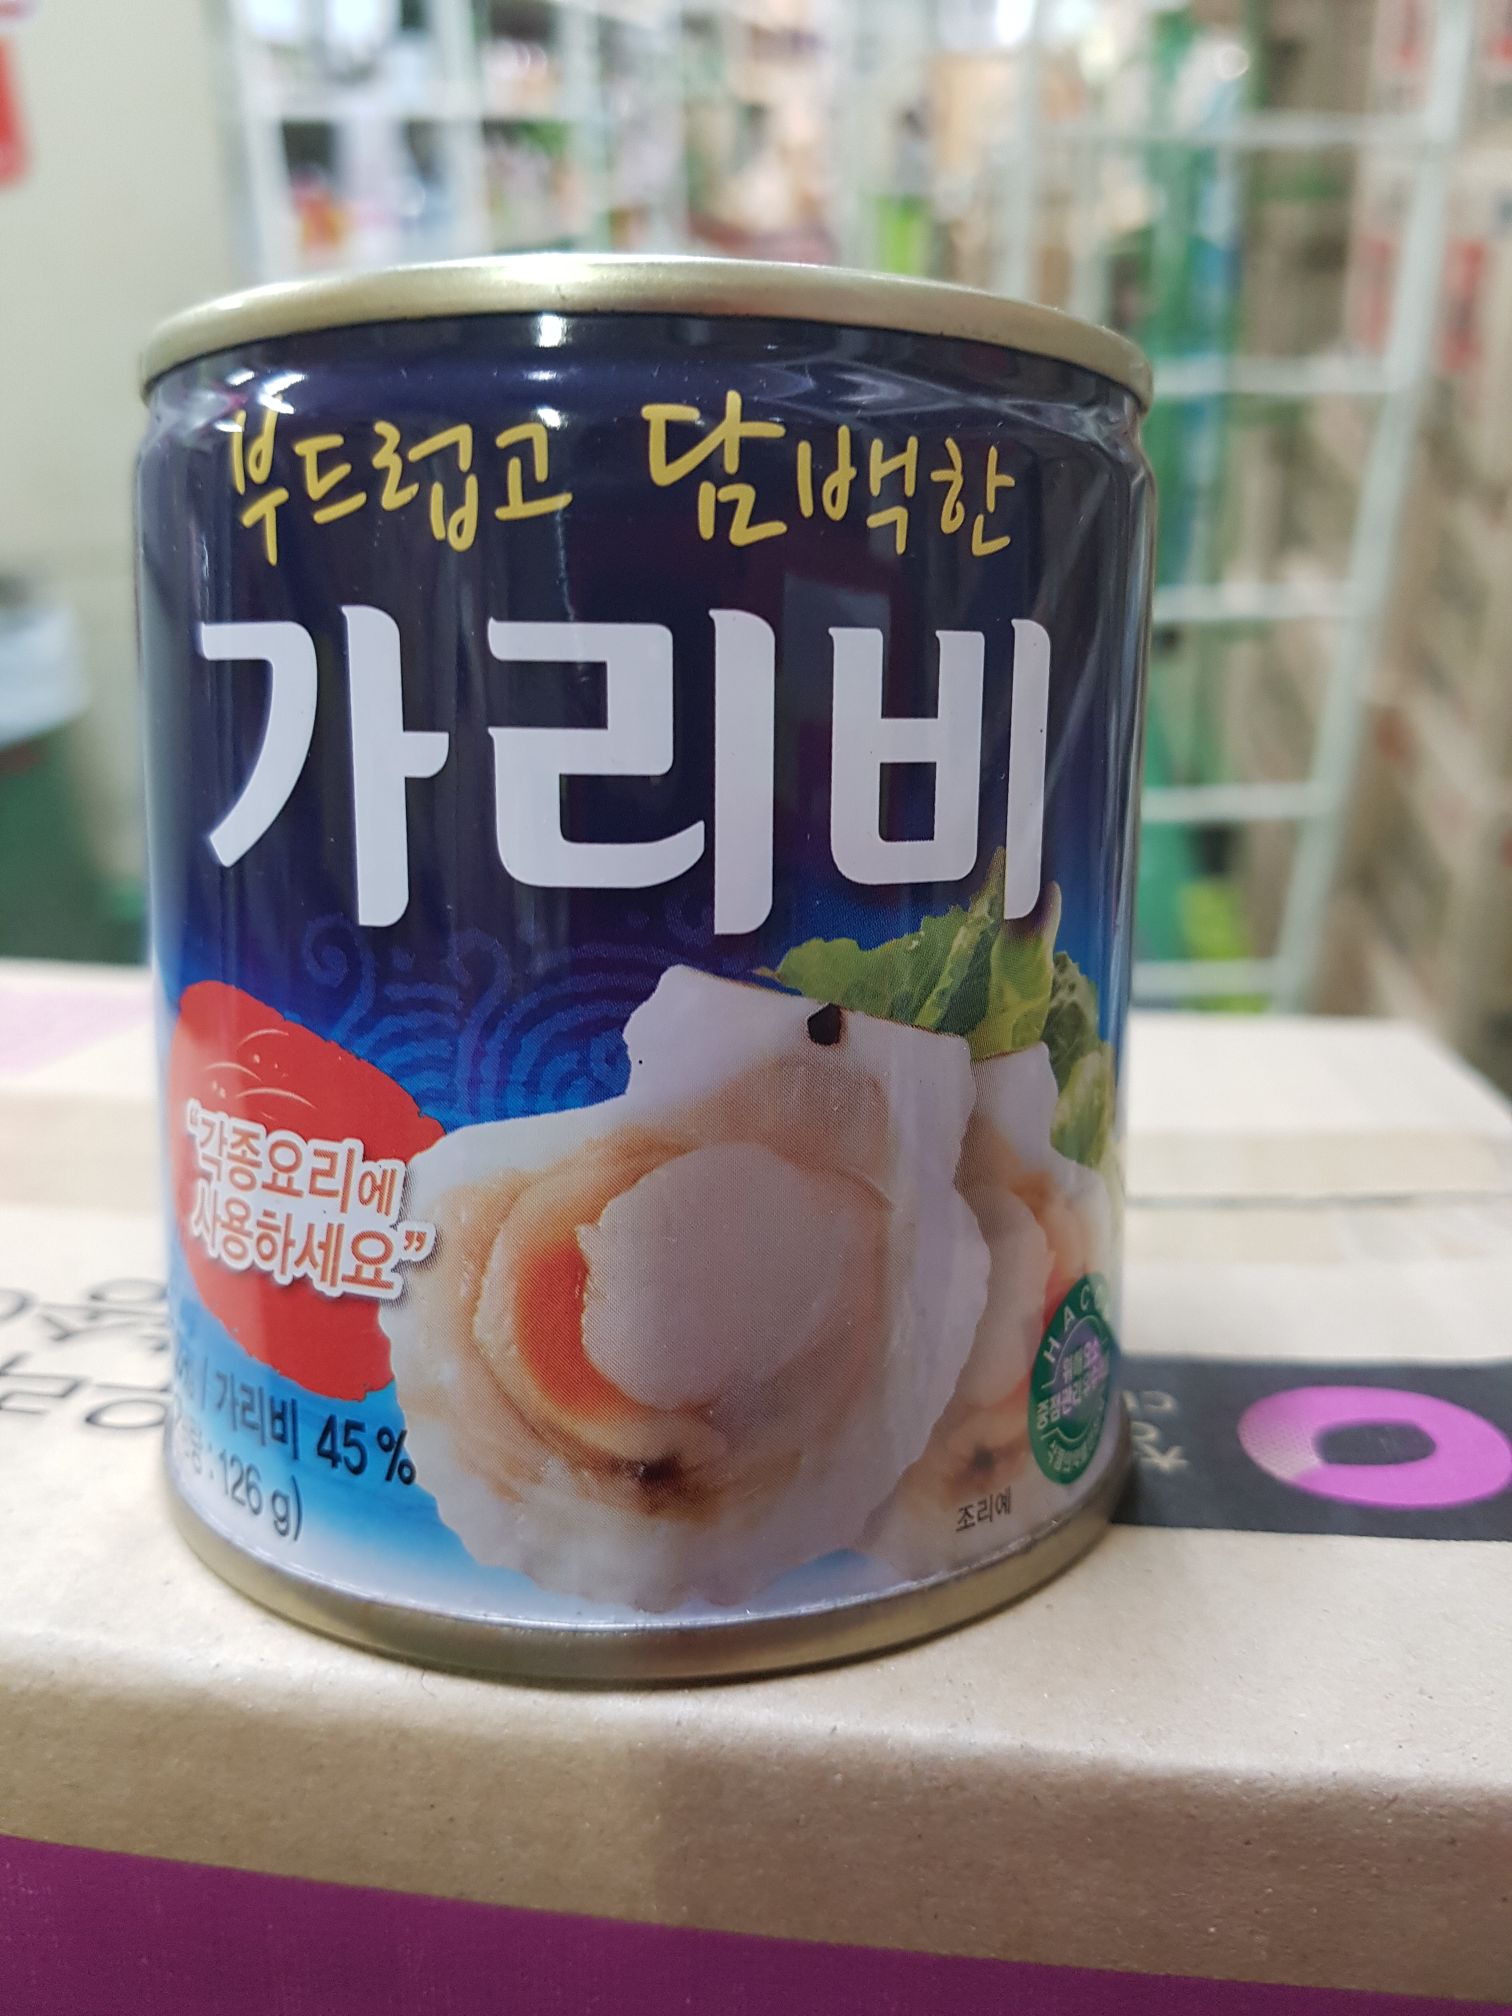 부드럽고 담백한
가리비
“각종요리에
사용하세요”
가리비 45%
126 g)
HACC
조리예